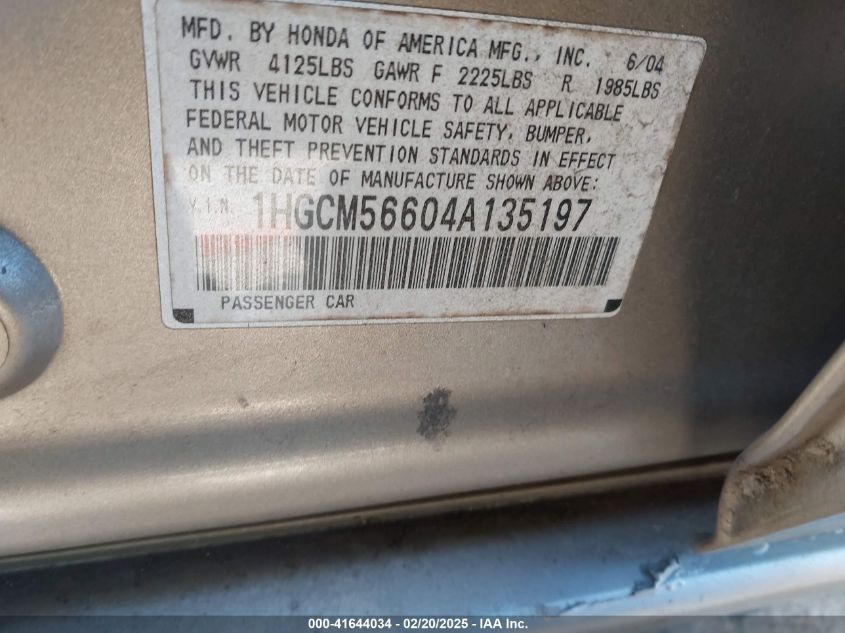 MFD. BY HONDA OF AMERICA MFG., INC. 6/04
GVWR 4125LBS GAWR F 2225LBS R 1985LBS
THIS VEHICLE CONFORMS TO ALL APPLICABLE
FEDERAL MOTOR VEHICLE SAFETY, BUMPER,
AND THEFT PREVENTION STANDARDS IN EFFECT
ON THE DATE OF MANUFACTURE SHOWN ABOVE:
V.I.N. 1HGCM56604A135197
PASSENGER CAR
000-41644034 / 02/20/2025 - IAA Inc.